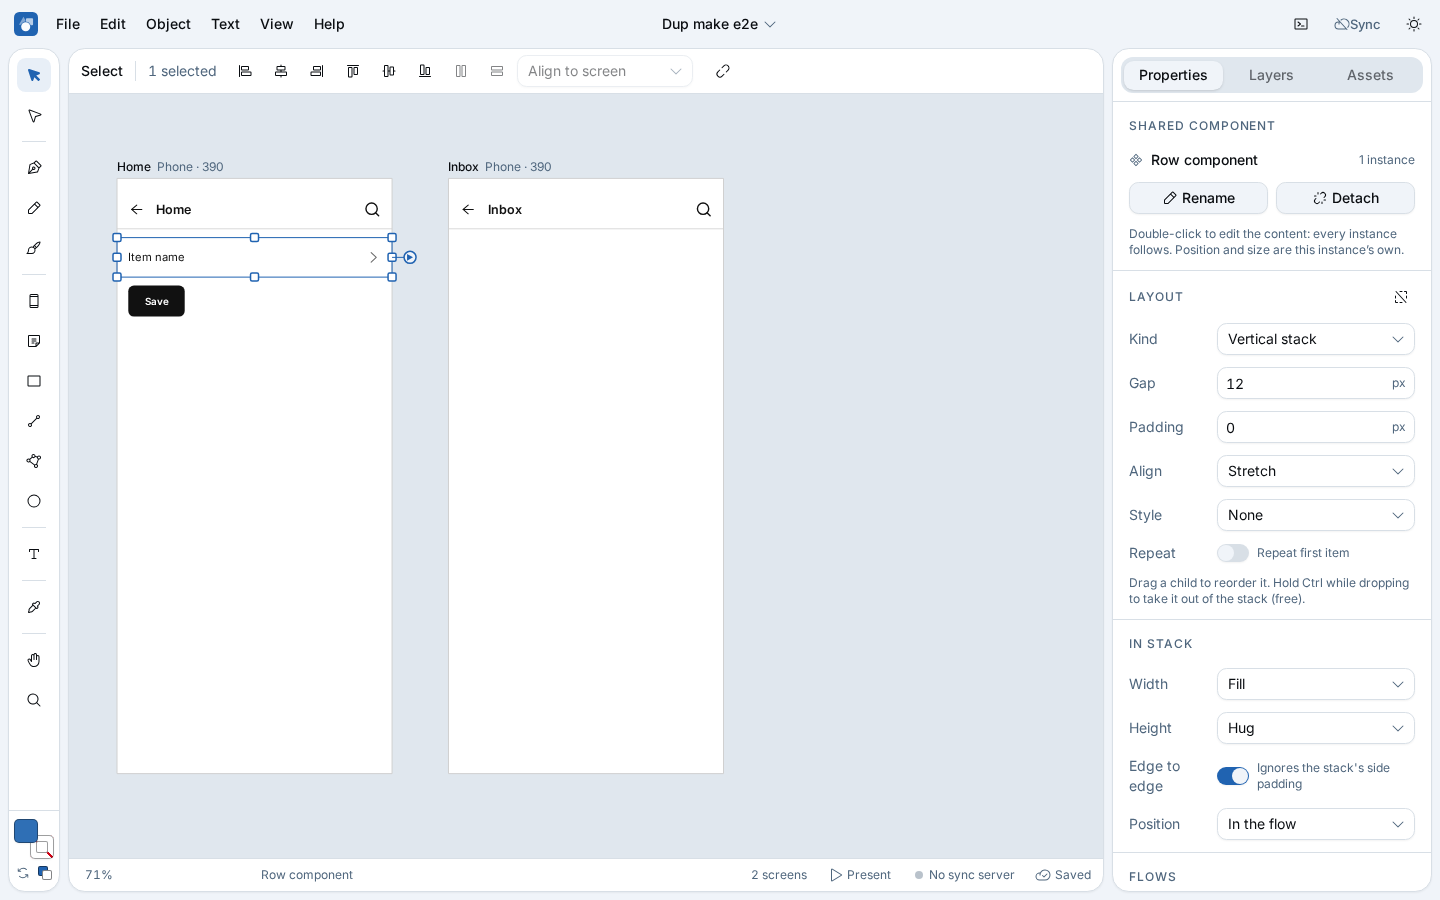 File Edit Object Text View Help
Dup make e2e
Sync
Select
1 selected
Align to screen
Properties
Layers
Assets
Home Phone · 390
Inbox Phone · 390
Home
Inbox
Item name
Save
SHARED COMPONENT
Row component
1 instance
Rename
Detach
Double-click to edit the content: every instance
follows. Position and size are this instance's own.
LAYOUT
Kind
Vertical stack
Gap
12
px
Padding
0
px
Align
Stretch
Style
None
Repeat
Repeat first item
Drag a child to reorder it. Hold Ctrl while dropping
to take it out of the stack (free).
IN STACK
Width
Fill
Height
Hug
Edge to
edge
Ignores the stack's side
padding
Position
In the flow
FLOWS
T
71%
Row component
2 screens
Present
No sync server
Saved